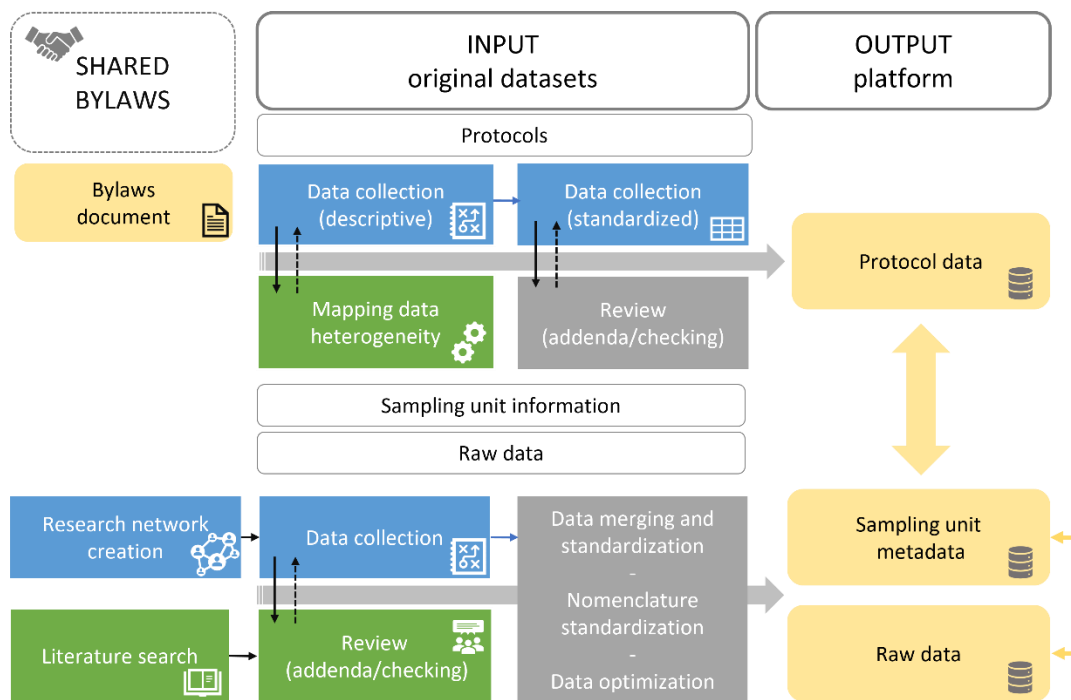 SHARED
BYLAWS
INPUT
original datasets
OUTPUT
platform
Protocols
Bylaws
document
Data collection
(descriptive)
Data collection
(standardized)
Protocol data
Mapping data
heterogeneity
Review
(addenda/checking)
Sampling unit information
Raw data
Research network
creation
Data collection
Data merging and
standardization
-
Nomenclature
standardization
-
Data optimization
Sampling unit
metadata
Literature search
Review
(addenda/checking)
Raw data